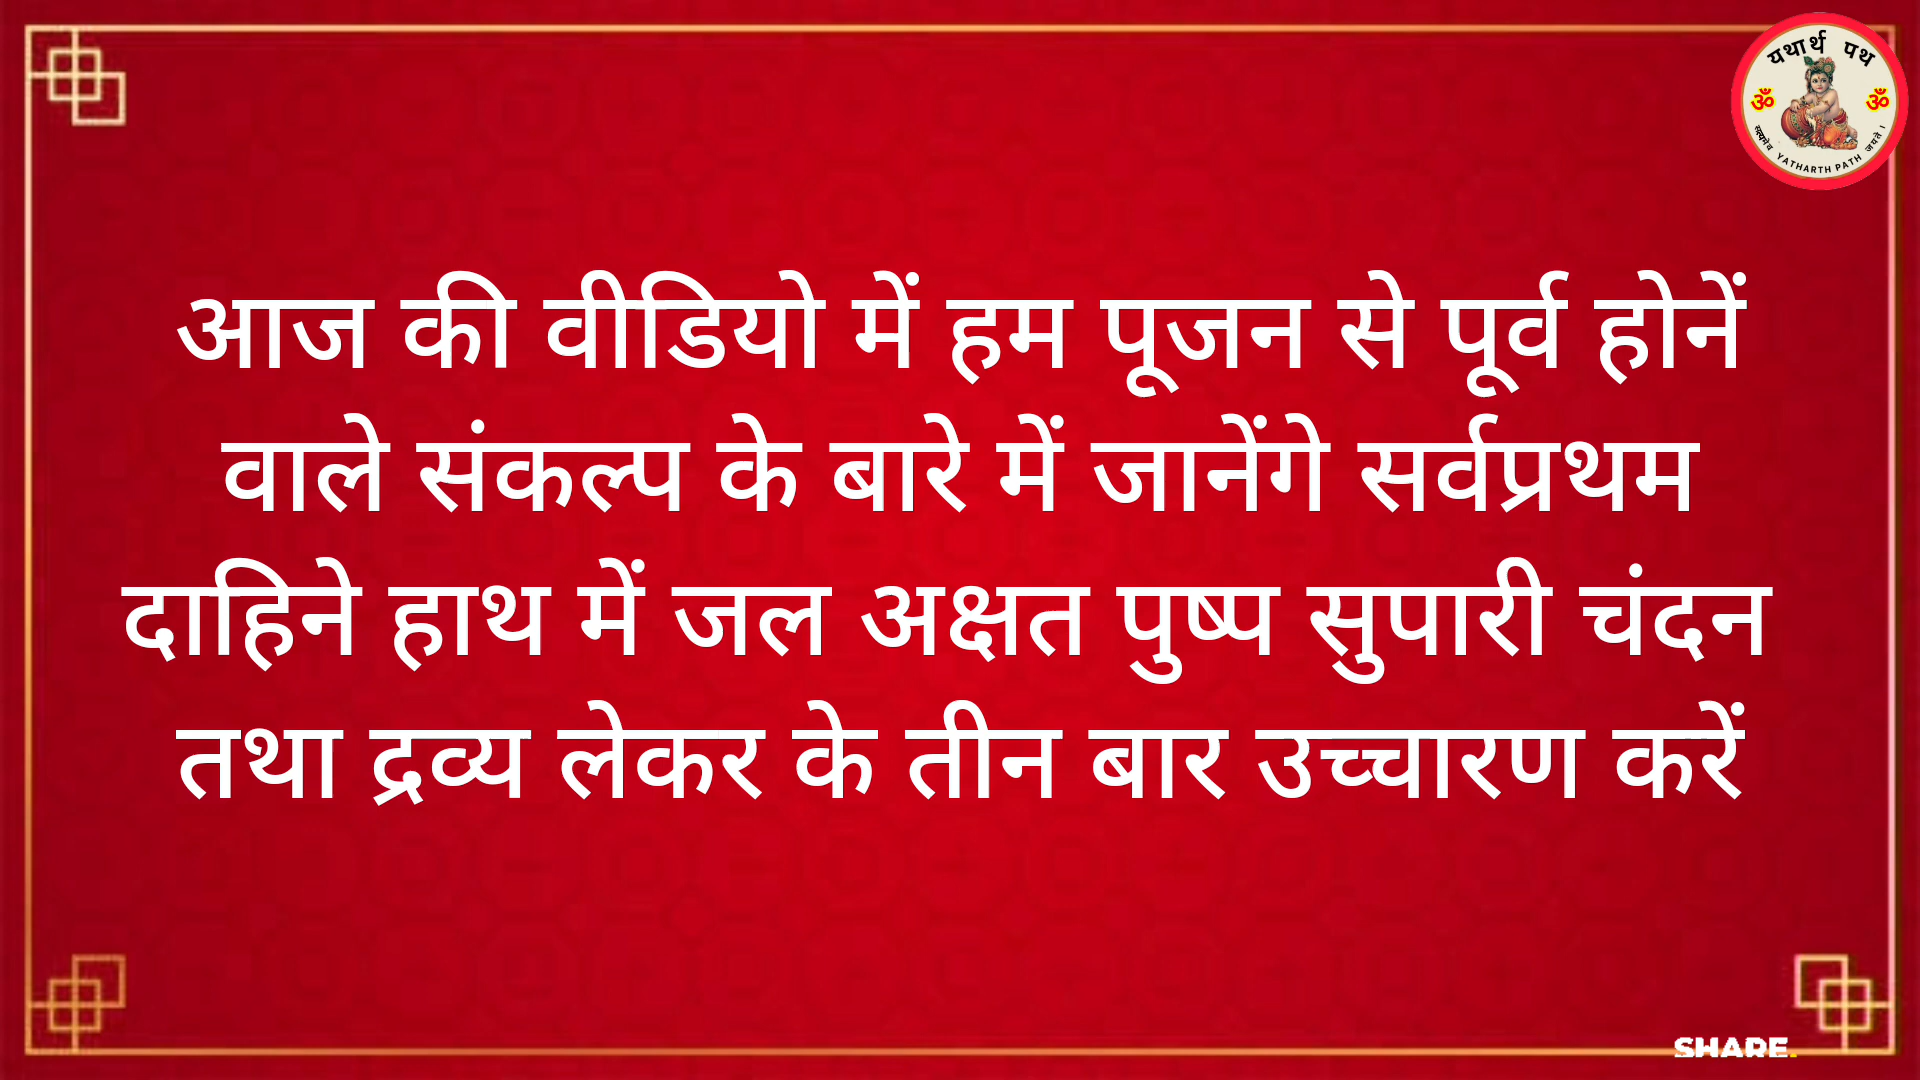 यथार्थ पथ
ॐ ॐ
YATHARTH PATH जयते।
आज की वीडियो में हम पूजन से पूर्व होनें
वाले संकल्प के बारे में जानेंगे सर्वप्रथम
दाहिने हाथ में जल अक्षत पुष्प सुपारी चंदन
तथा द्रव्य लेकर के तीन बार उच्चारण करें
SHARE.